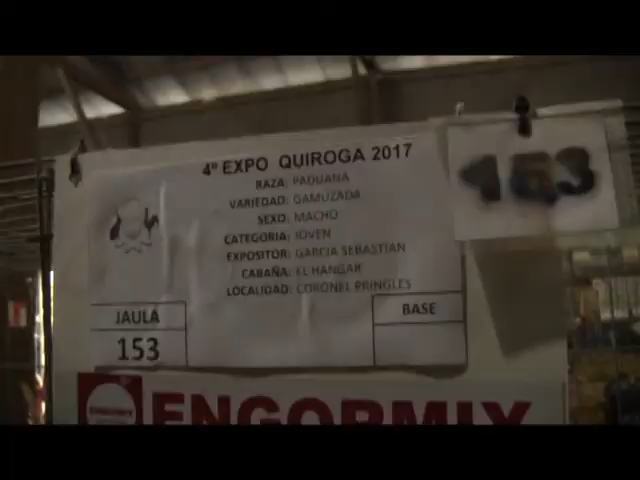 4º EXPO QUIROGA 2017
RAZA: PADUANA
VARIEDAD: GAMUZADA
SEXO: MACHO
CATEGORIA: JOVEN
EXPOSITOR: GARCIA SEBASTIAN
CABAÑA: EL HANGAR
LOCALIDAD: CORONEL PRINGLES
JAULA
153
BASE
153
ENGORMIX